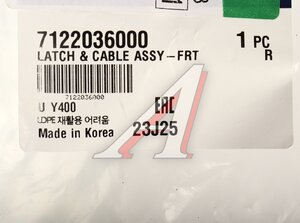 7122036000 1 PC
LATCH & CABLE ASSY-FRT R
7122036000
U Y400 EAC
LDPE 재활용 어려움 23J25
Made in Korea